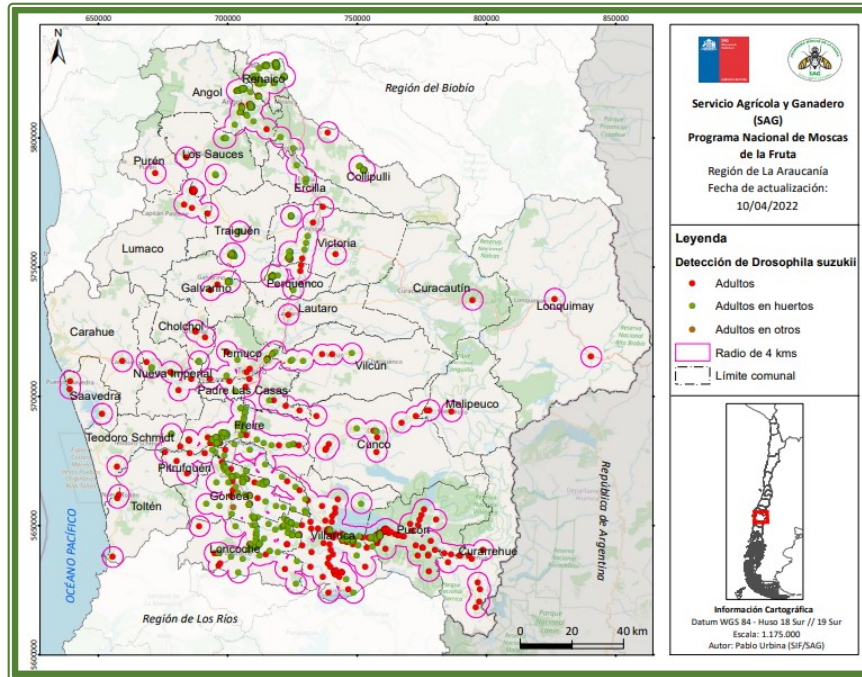 650000
700000
750000
800000
850000
N
Renaico
Angol
Región del Biobío
5800000
Los Sauces
Purén
Collipulli
Ercilla
Capitán Pastene
Traiguén
Victoria
Lumaco
5750000
Galvarino
Perquenco
Curacautín
Lonquimay
Lautaro
Carahue
Cholchol
Temuco
Vilcún
Nueva Imperial
5700000
Saavedra
Padre Las Casas
Melipeuco
Freire
Teodoro Schmidt
Cunco
Pitrufquén
Gorbea
Toltén
5650000
Pucón
Villarrica
Loncoche
Curarrehue
OCÉANO PACÍFICO
República de Argentina
Región de Los Ríos
5600000
0
20
40 km
SAG
Servicio Agrícola y Ganadero
(SAG)
Programa Nacional de Moscas
de la Fruta
Región de La Araucanía
Fecha de actualización:
10/04/2022
Leyenda
Detección de Drosophila suzukii
Adultos
Adultos en huertos
Adultos en otros
Radio de 4 kms
Límite comunal
Información Cartográfica
Datum WGS 84 - Huso 18 Sur // 19 Sur
Escala: 1.175.000
Autor: Pablo Urbina (SIF/SAG)